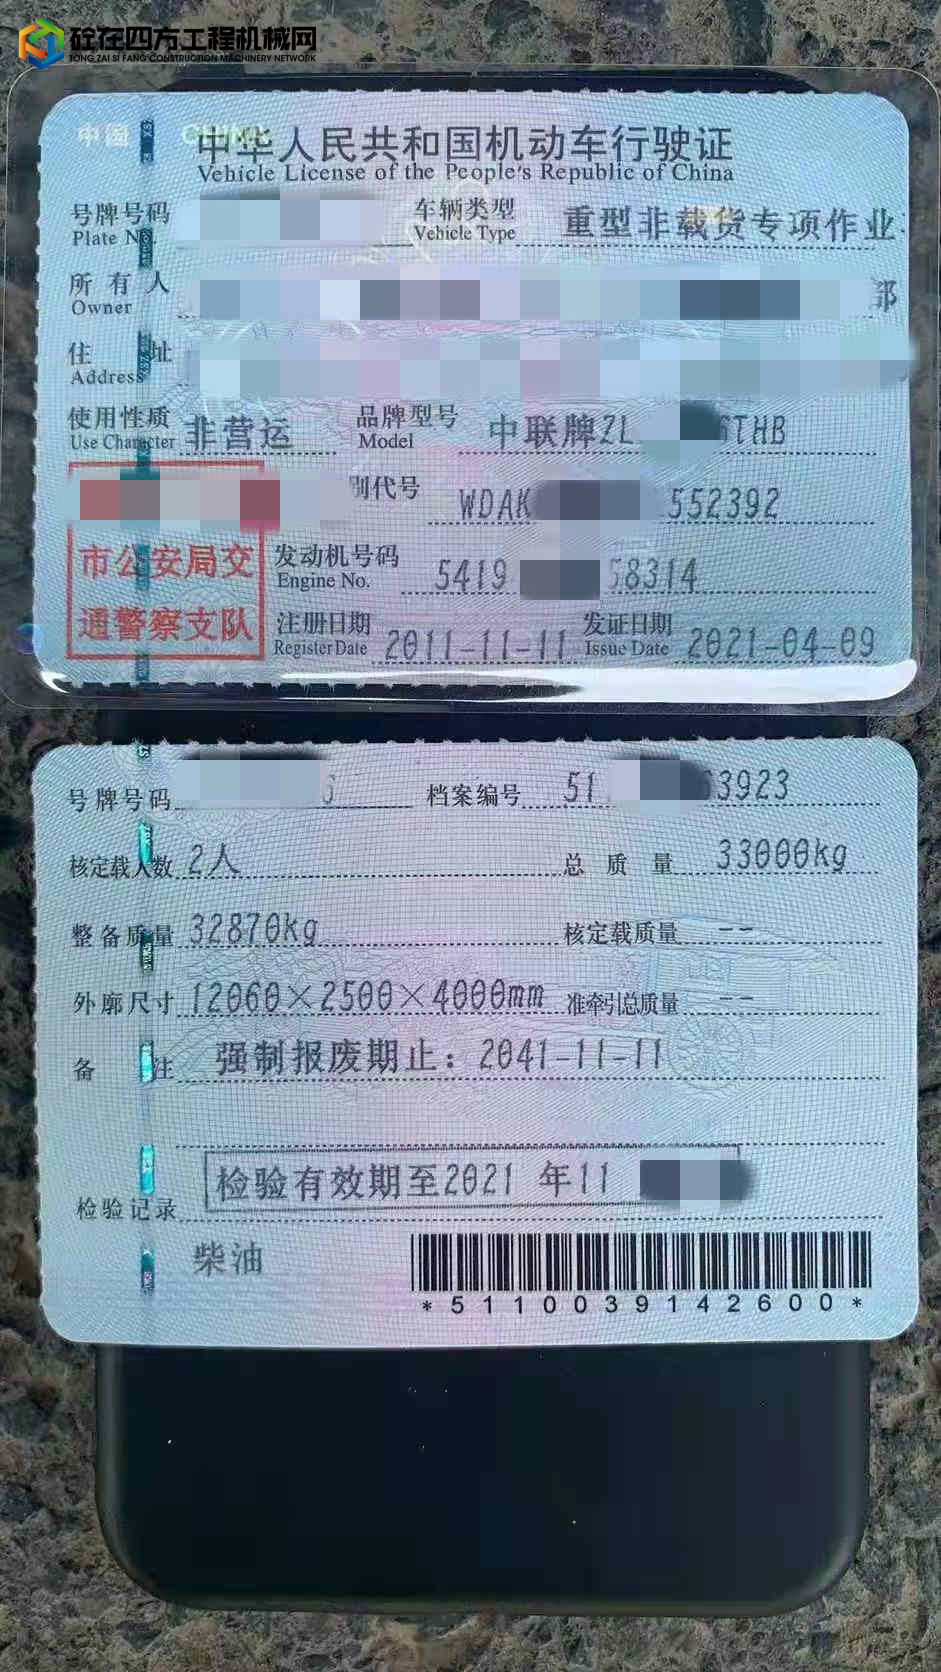 砼在四方工程机械网
TONG ZAI SI FANG CONSTRUCTION MACHINERY NETWORK
中国 CHINA
中华人民共和国机动车行驶证
Vehicle License of the People's Republic of China
号牌号码 车辆类型 重型非载货专项作业
Plate No. Vehicle Type
所有人 部
Owner
住址
Address
使用性质 非营运 品牌型号 中联牌ZL 6THB
Use Character Model
别代号 WDAK 552392
市公安局交
通警察支队
发动机号码 5419 58314
Engine No.
注册日期 2011-11-11 发证日期 2021-04-09
Register Date Issue Date
号牌号码 6 档案编号 51 63923
核定载人数 2人 总质量 33000kg
整备质量 32870kg 核定载质量 --
外廓尺寸 12060×2500×4000mm 准牵引总质量 --
备注 强制报废期止：2041-11-11
检验记录 检验有效期至2021 年11
柴油
*5110039142600*